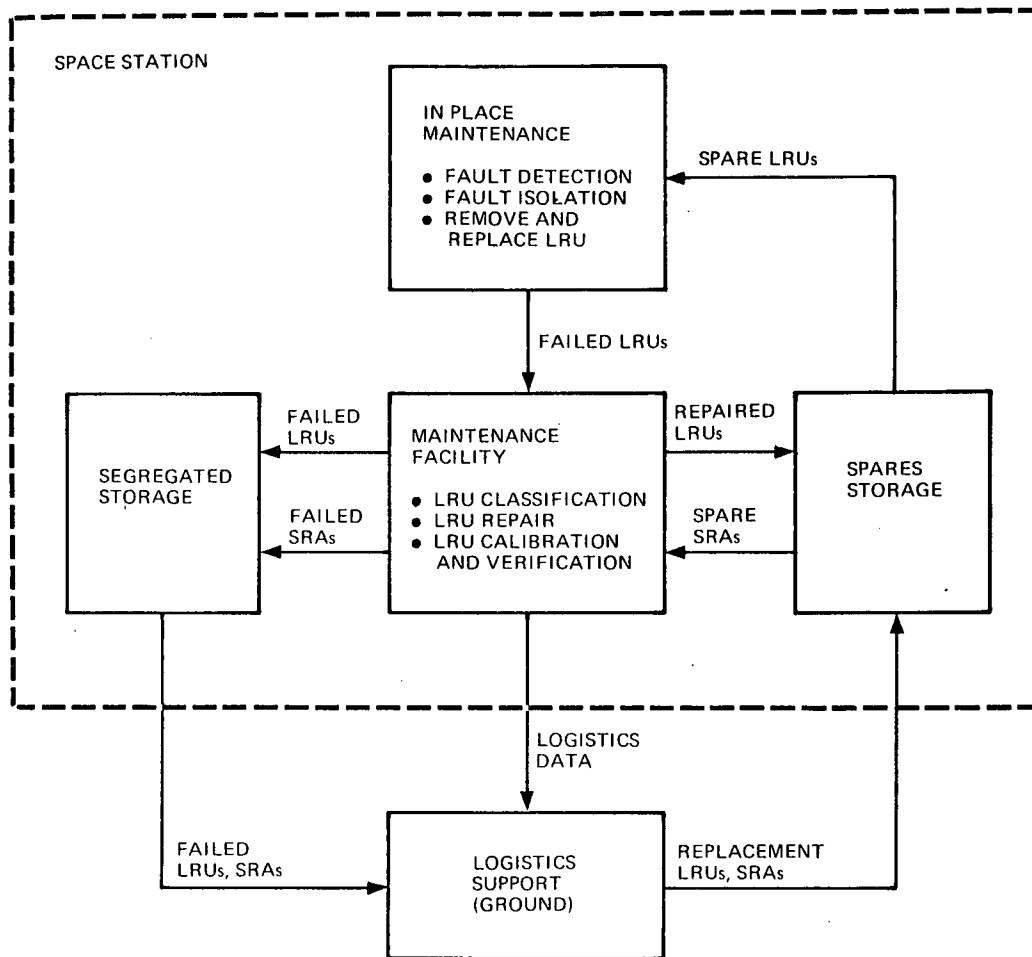 SPACE STATION
IN PLACE
MAINTENANCE
● FAULT DETECTION
● FAULT ISOLATION
● REMOVE AND
REPLACE LRU
SPARE LRUs
FAILED LRUs
SEGREGATED
STORAGE
FAILED
LRUs
FAILED
SRAs
MAINTENANCE
FACILITY
● LRU CLASSIFICATION
● LRU REPAIR
● LRU CALIBRATION
AND VERIFICATION
REPAIRED
LRUs
SPARE
SRAs
SPARES
STORAGE
LOGISTICS
DATA
FAILED
LRUs, SRAs
LOGISTICS
SUPPORT
(GROUND)
REPLACEMENT
LRUs, SRAs